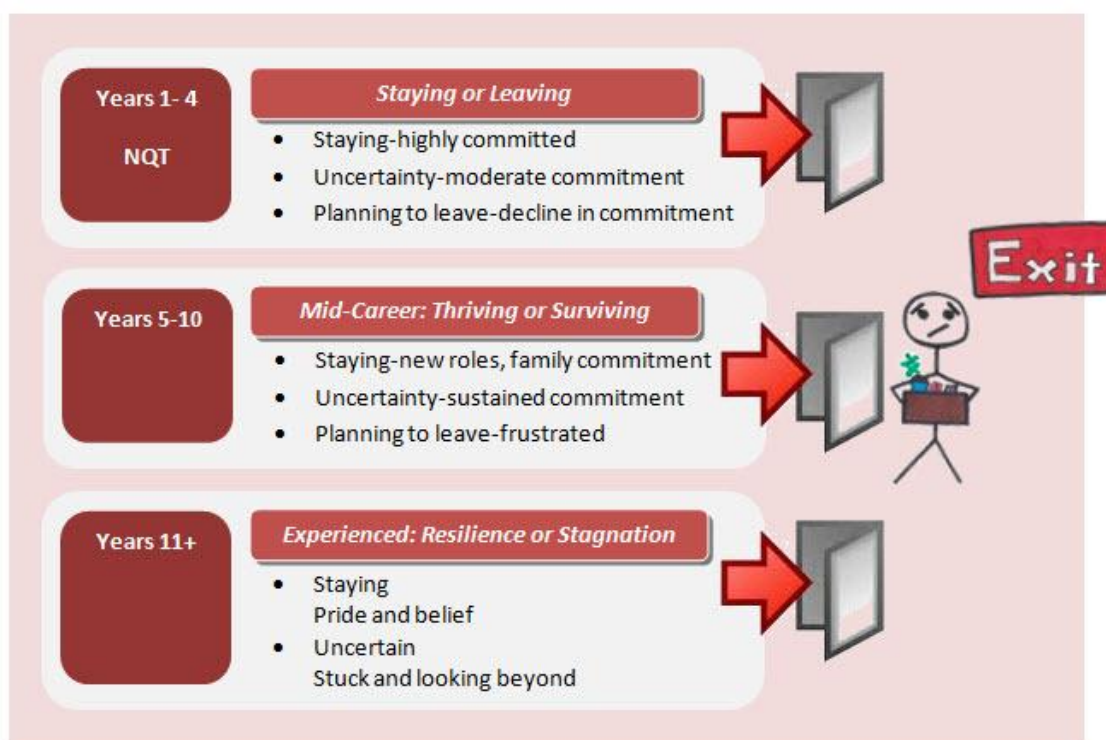 Years 1- 4
NQT
Staying or Leaving
• Staying-highly committed
• Uncertainty-moderate commitment
• Planning to leave-decline in commitment
Exit
Years 5-10
Mid-Career: Thriving or Surviving
• Staying-new roles, family commitment
• Uncertainty-sustained commitment
• Planning to leave-frustrated
Years 11+
Experienced: Resilience or Stagnation
• Staying
Pride and belief
• Uncertain
Stuck and looking beyond